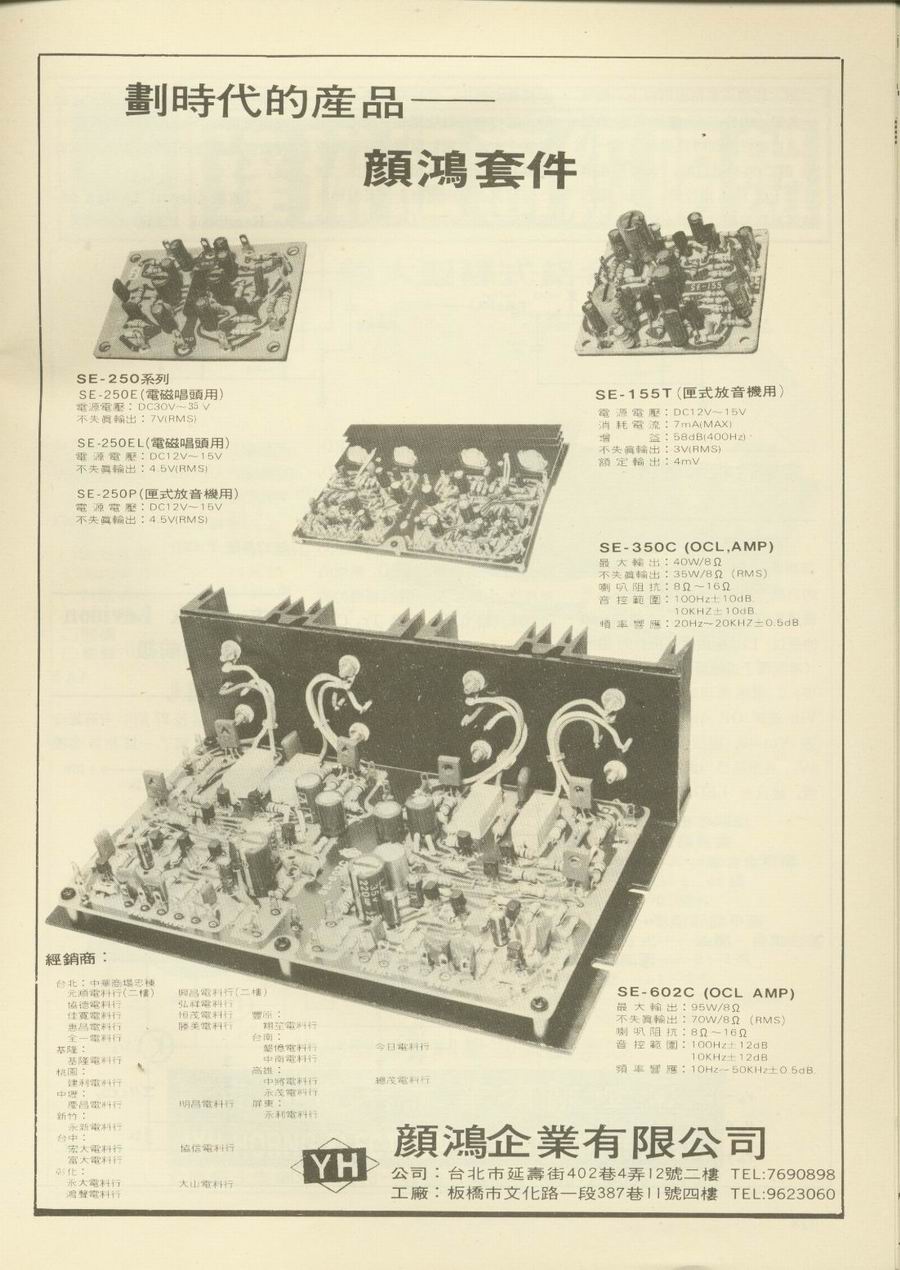 劃時代的産品——
顔鴻套件
SE-250系列
SE-250E(電磁唱頭用)
電源電壓：DC30V～35V
不失眞輸出：7V(RMS)
SE-250EL(電磁唱頭用)
電源電壓：DC12V～15V
不失眞輸出：4.5V(RMS)
SE-250P(匣式放音機用)
電源電壓：DC12V～15V
不失眞輸出：4.5V(RMS)
SE-155T(匣式放音機用)
電源電壓：DC12V～15V
消耗電流：7mA(MAX)
增益：58dB(400Hz)
不失眞輸出：3V(RMS)
額定輸出：4mV
SE-155
SE-350C (OCL,AMP)
最大輸出：40W/8Ω
不失眞輸出：35W/8Ω (RMS)
喇叭阻抗：8Ω～16Ω
音控範圍：100Hz±10dB.
10KHZ±10dB.
頻率響應：20Hz～20KHZ±0.5dB.
SE-602C (OCL AMP)
最大輸出：95W/8Ω
不失眞輸出：70W/8Ω (RMS)
喇叭阻抗：8Ω～16Ω
音控範圍：100Hz±12dB
10KHz±12dB
頻率響應：10Hz～50KHz±0.5dB.
經銷商：
台北：中華商場忠棟
元順電料行(二樓) 興昌電料行(二樓)
協德電料行 弘祥電料行
佳寛電料行 恒茂電料行
惠昌電料行 勝美電料行
全一電料行
基隆：
基隆電料行
桃園：
建利電料行
中壢：
慶昌電料行 明昌電料行
新竹：
永新電料行
台中：
宏大電料行 協信電料行
富大電料行
彰化：
永大電料行 大山電料行
鴻聲電料行
豐原：
翔至電料行
台南：
電料行 今日電料行
中南電料行
高雄：
中將電料行 總茂電料行
永茂電料行
屏東：
永利電料行
YH
顔鴻企業有限公司
公司：台北市延壽街402巷4弄12號二樓 TEL:7690898
工廠：板橋市文化路一段387巷11號四樓 TEL:9623060